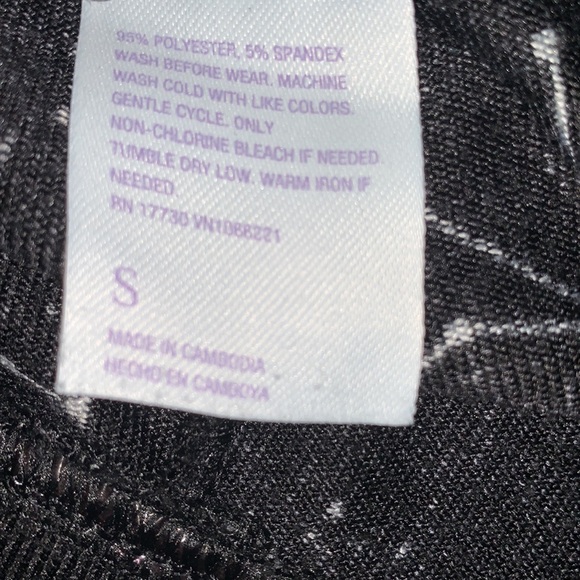 95% POLYESTER, 5% SPANDEX
WASH BEFORE WEAR. MACHINE
WASH COLD WITH LIKE COLORS.
GENTLE CYCLE. ONLY
NON-CHLORINE BLEACH IF NEEDED.
TUMBLE DRY LOW. WARM IRON IF
NEEDED
RN 17730 VN1088221
S
MADE IN CAMBODIA
HECHO EN CAMBOYA